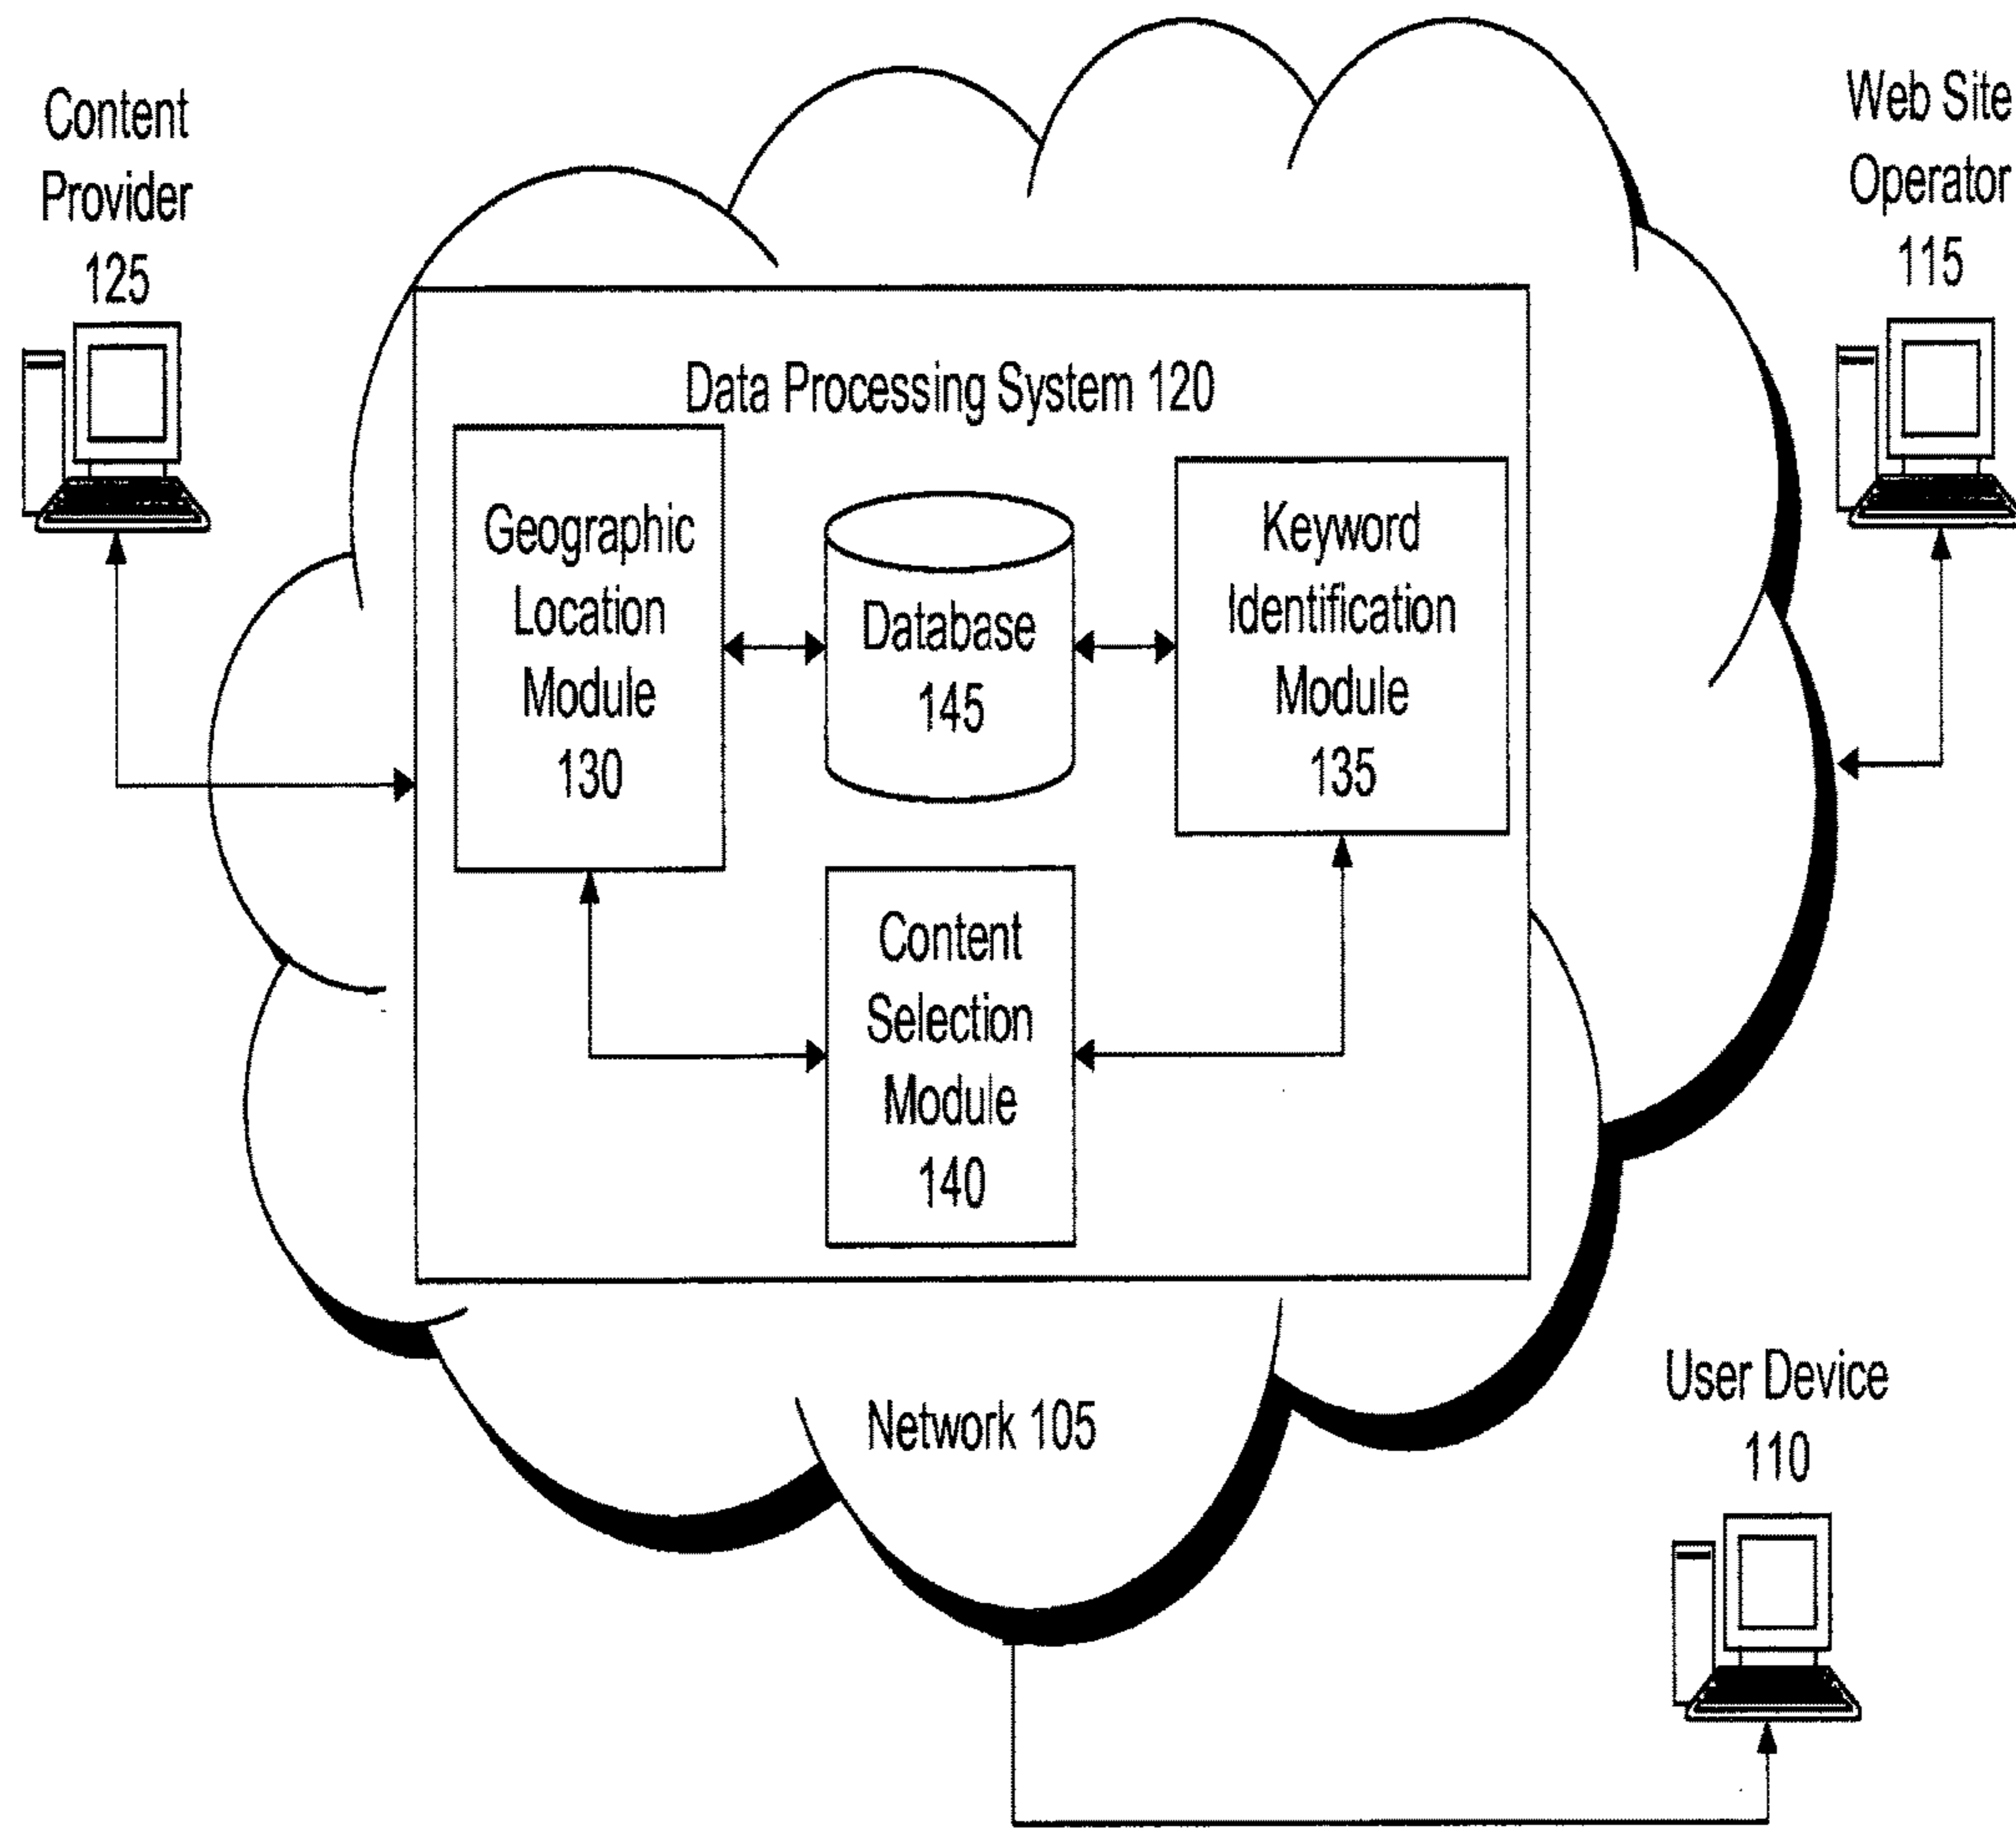 Content
Provider
125
Web Site
Operator
115
Data Processing System 120
Geographic
Location
Module
130
Database
145
Keyword
Identification
Module
135
Content
Selection
Module
140
Network 105
User Device
110